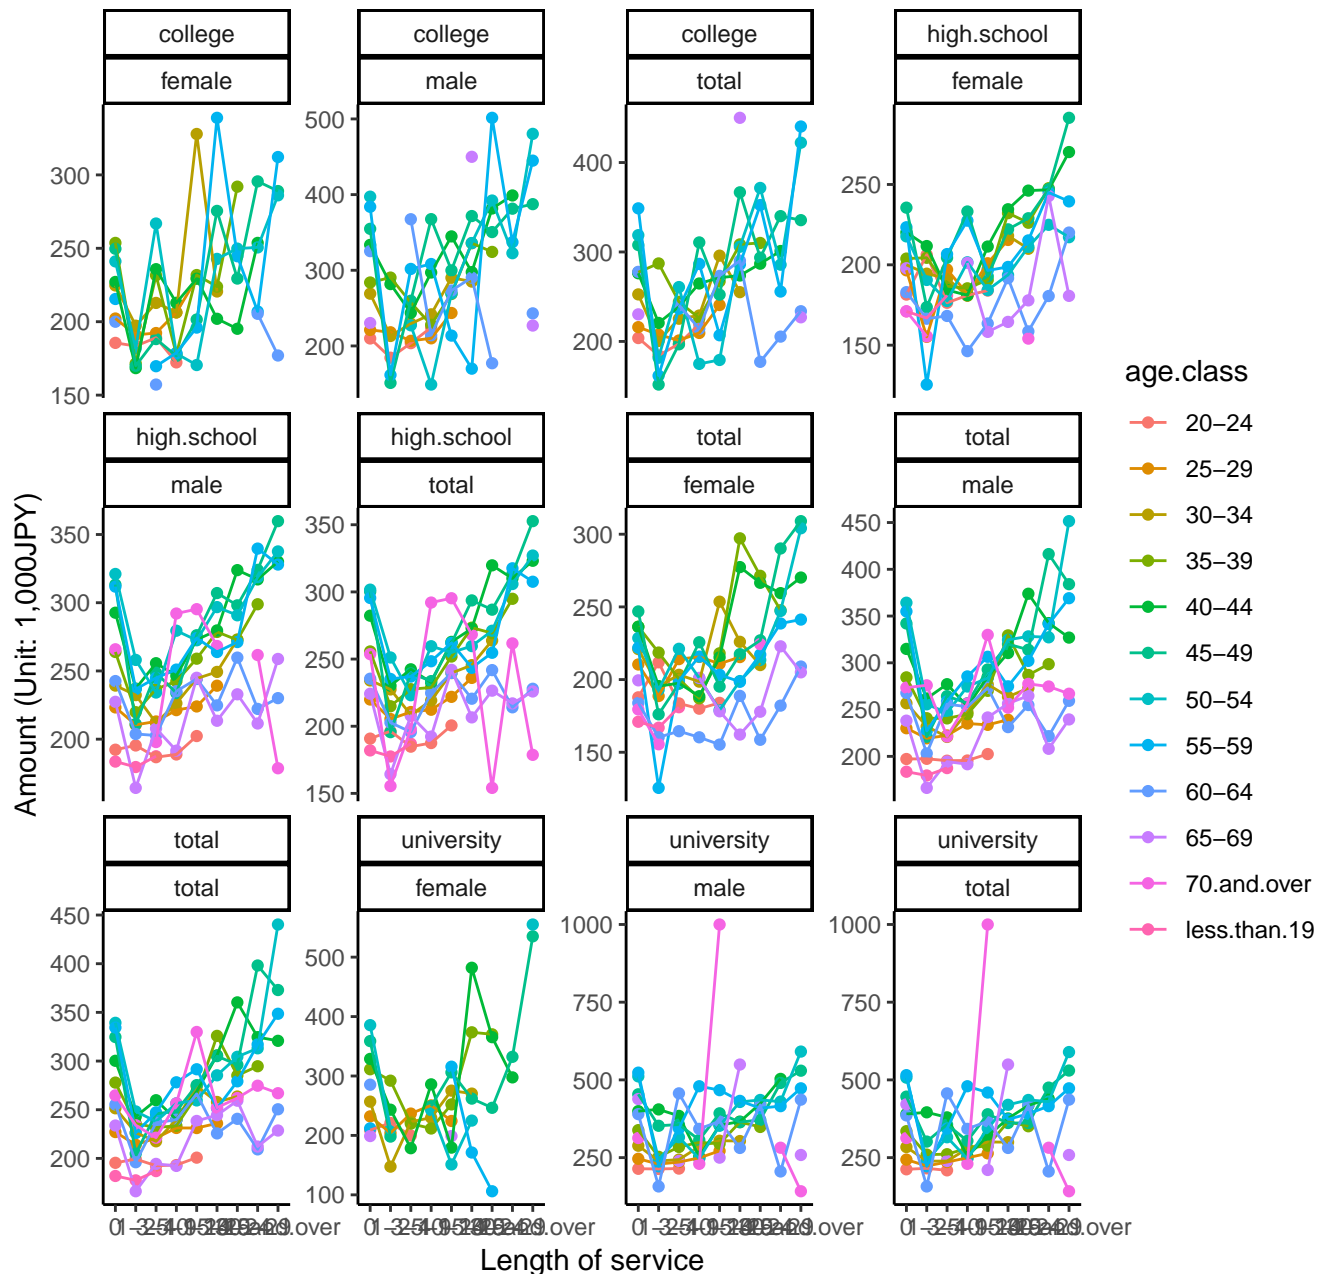 college
college
college
high.school
female
male
total
female
300
250
200
150
500
400
300
200
400
300
200
250
200
150
high.school
high.school
total
total
male
total
female
male
350
300
250
200
350
300
250
200
150
300
250
200
150
450
400
350
300
250
200
total
university
university
university
total
female
male
total
450
400
350
300
250
200
500
400
300
200
100
1000
750
500
250
1000
750
500
250
Length of service
Amount (Unit: 1,000JPY)
age.class
20−24
25−29
30−34
35−39
40−44
45−49
50−54
55−59
60−64
65−69
70.and.over
less.than.19